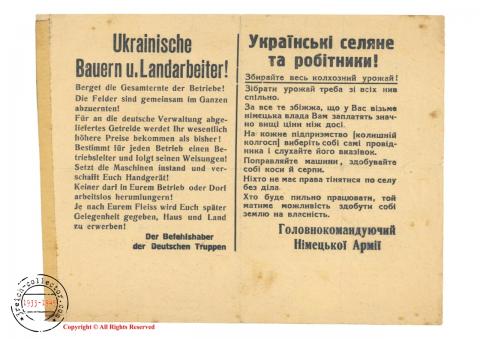 Ukrainische
Bauern u. Landarbeiter!
Berget die Gesamternte der Betriebe!
Die Felder sind gemeinsam im Ganzen
abzuernten!
Für an die deutsche Verwaltung abge-
liefertes Getreide werdet Ihr wesentlich
höhere Preise bekommen als bisher!
Bestimmt für jeden Betrieb einen Be-
triebsleiter und folgt seinen Weisungen!
Setzt die Maschinen instand und ver-
schafft Euch Handgerät!
Keiner darf in Eurem Betrieb oder Dorf
arbeitslos herumlungern!
Je nach Eurem Fleiss wird Euch später
Gelegenheit gegeben, Haus und Land
zu erwerben!
Der Befehlshaber
der Deutschen Truppen
Українські селяне
та робітники!
Збирайте весь колхозний урожай!
Зібрати урожай треба зі всіх нив
спільно.
За все те збіжжа, що у Вас візьме
німецька влада Вам заплатять знач-
но вищі ціни ніж досі.
На кожне підприємство [колишній
колгосп] виберіть собі самі провід-
ника і слухайте його вказівок.
Поправляйте машини, здобувайте
собі коси й серпи.
Ніхто не має права тінятися по селу
без діла.
Хто буде пильно працювати, той
матиме можливість здобути собі
землю на власність.
Головнокомандуючий
Німецької Армії
1933-1945
Copyright © All Rights Reserved